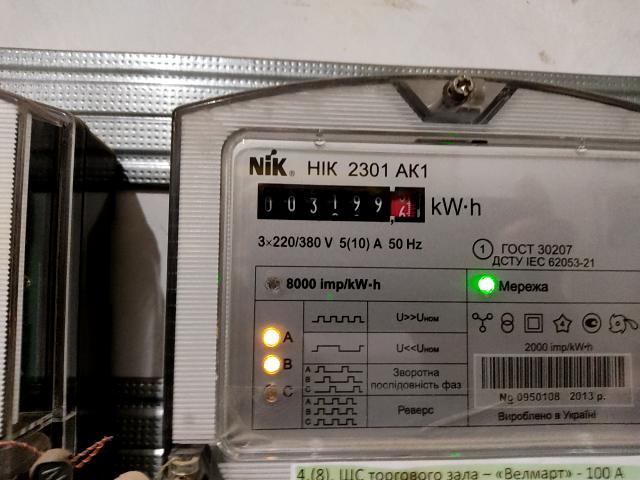 NiK® НІК 2301 АК1
003199,2 kW·h
3×220/380 V 5(10) A 50 Hz
1 ГОСТ 30207
ДСТУ IEC 62053-21
8000 imp/kW·h
Мережа
A
U>>Uном
B
U<<Uном
C
A
B
C
Зворотна
послідовність фаз
A
B
C
Реверс
2000 imp/kW·h
№ 0950108 2013 р.
Вироблено в Україні
4.(8). ЩС торгового зала – «Велмарт» - 100 А